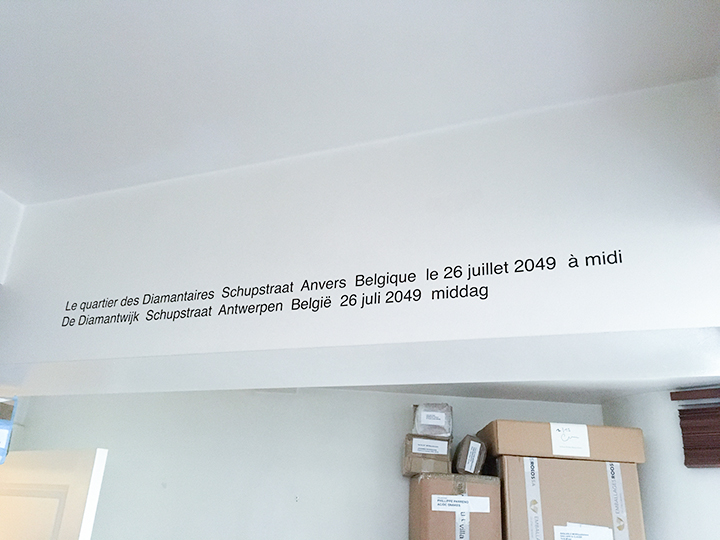 Le quartier des Diamantaires Schupstraat Anvers Belgique le 26 juillet 2049 à midi
De Diamantwijk Schupstraat Antwerpen België 26 juli 2049 middag